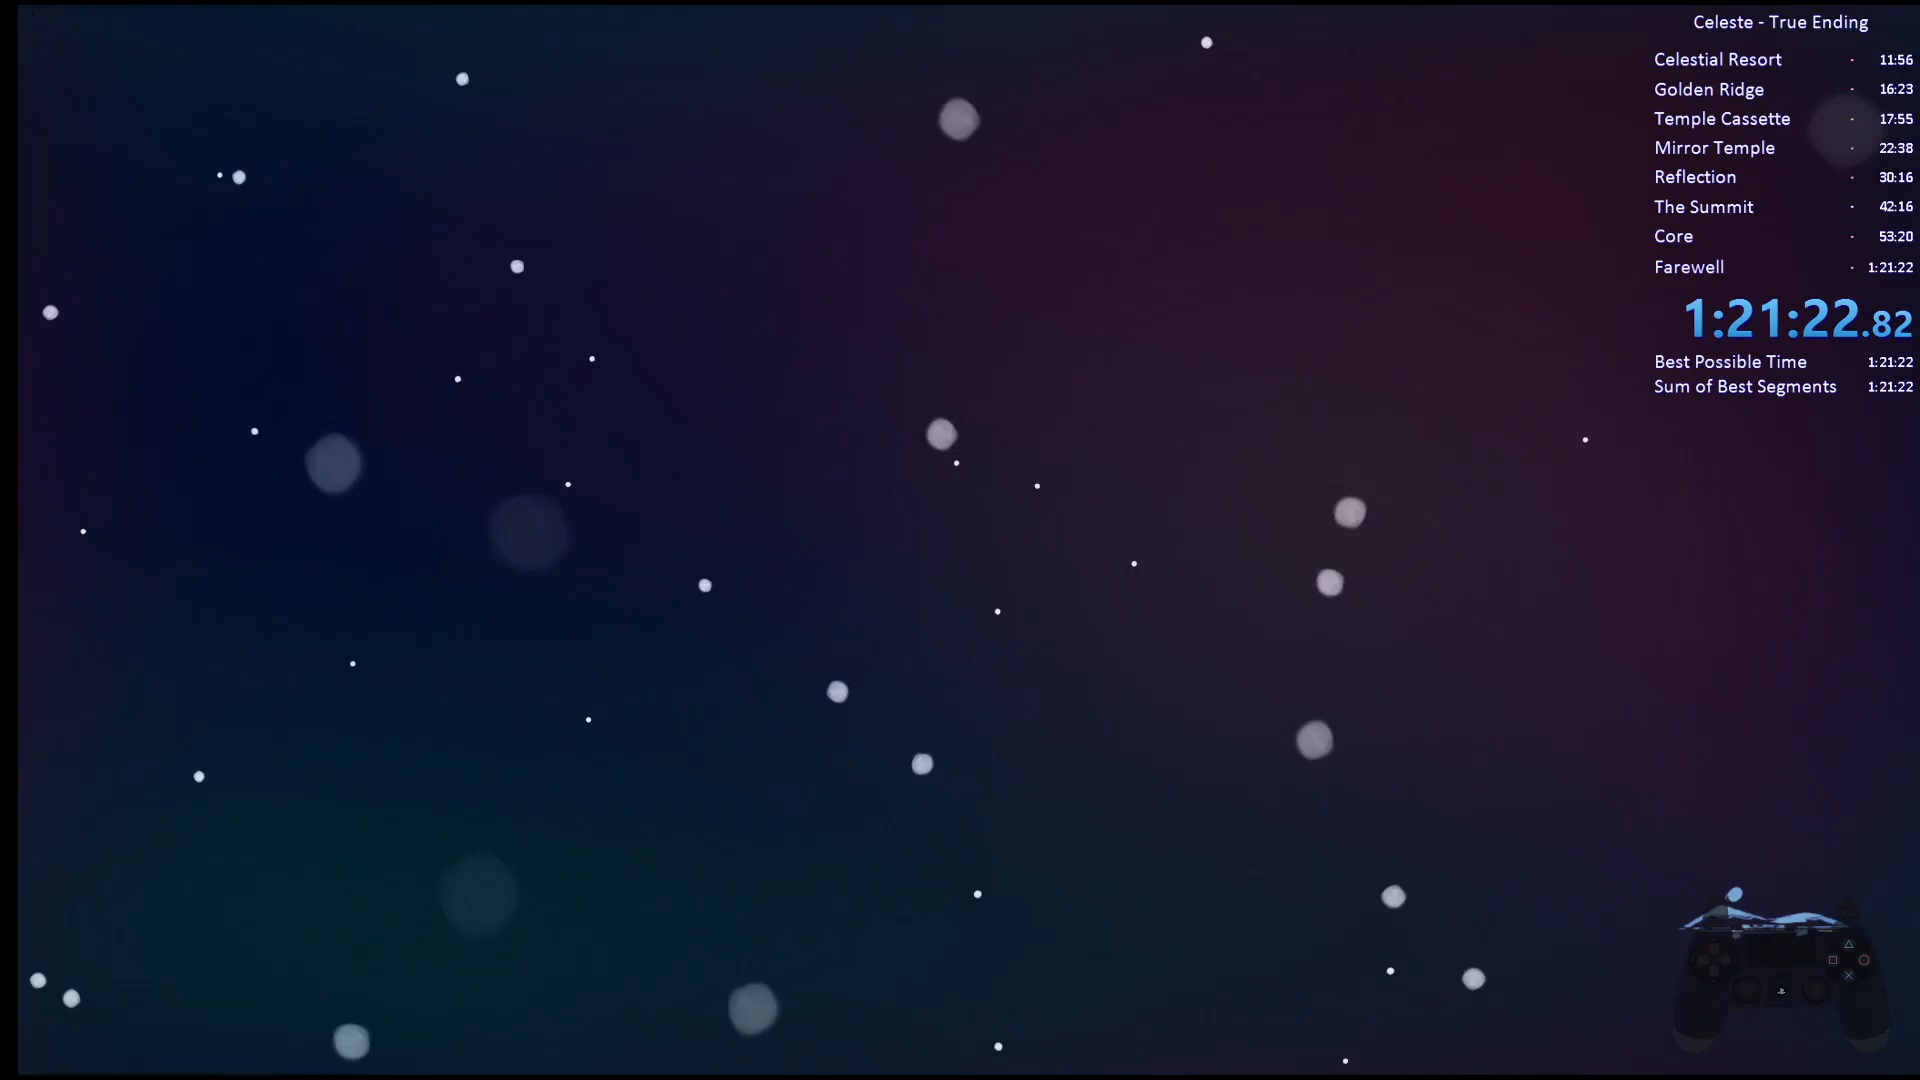 Celeste - True Ending
Celestial Resort - 11:56
Golden Ridge - 16:23
Temple Cassette - 17:55
Mirror Temple - 22:38
Reflection - 30:16
The Summit - 42:16
Core - 53:20
Farewell - 1:21:22
1:21:22.82
Best Possible Time 1:21:22
Sum of Best Segments 1:21:22